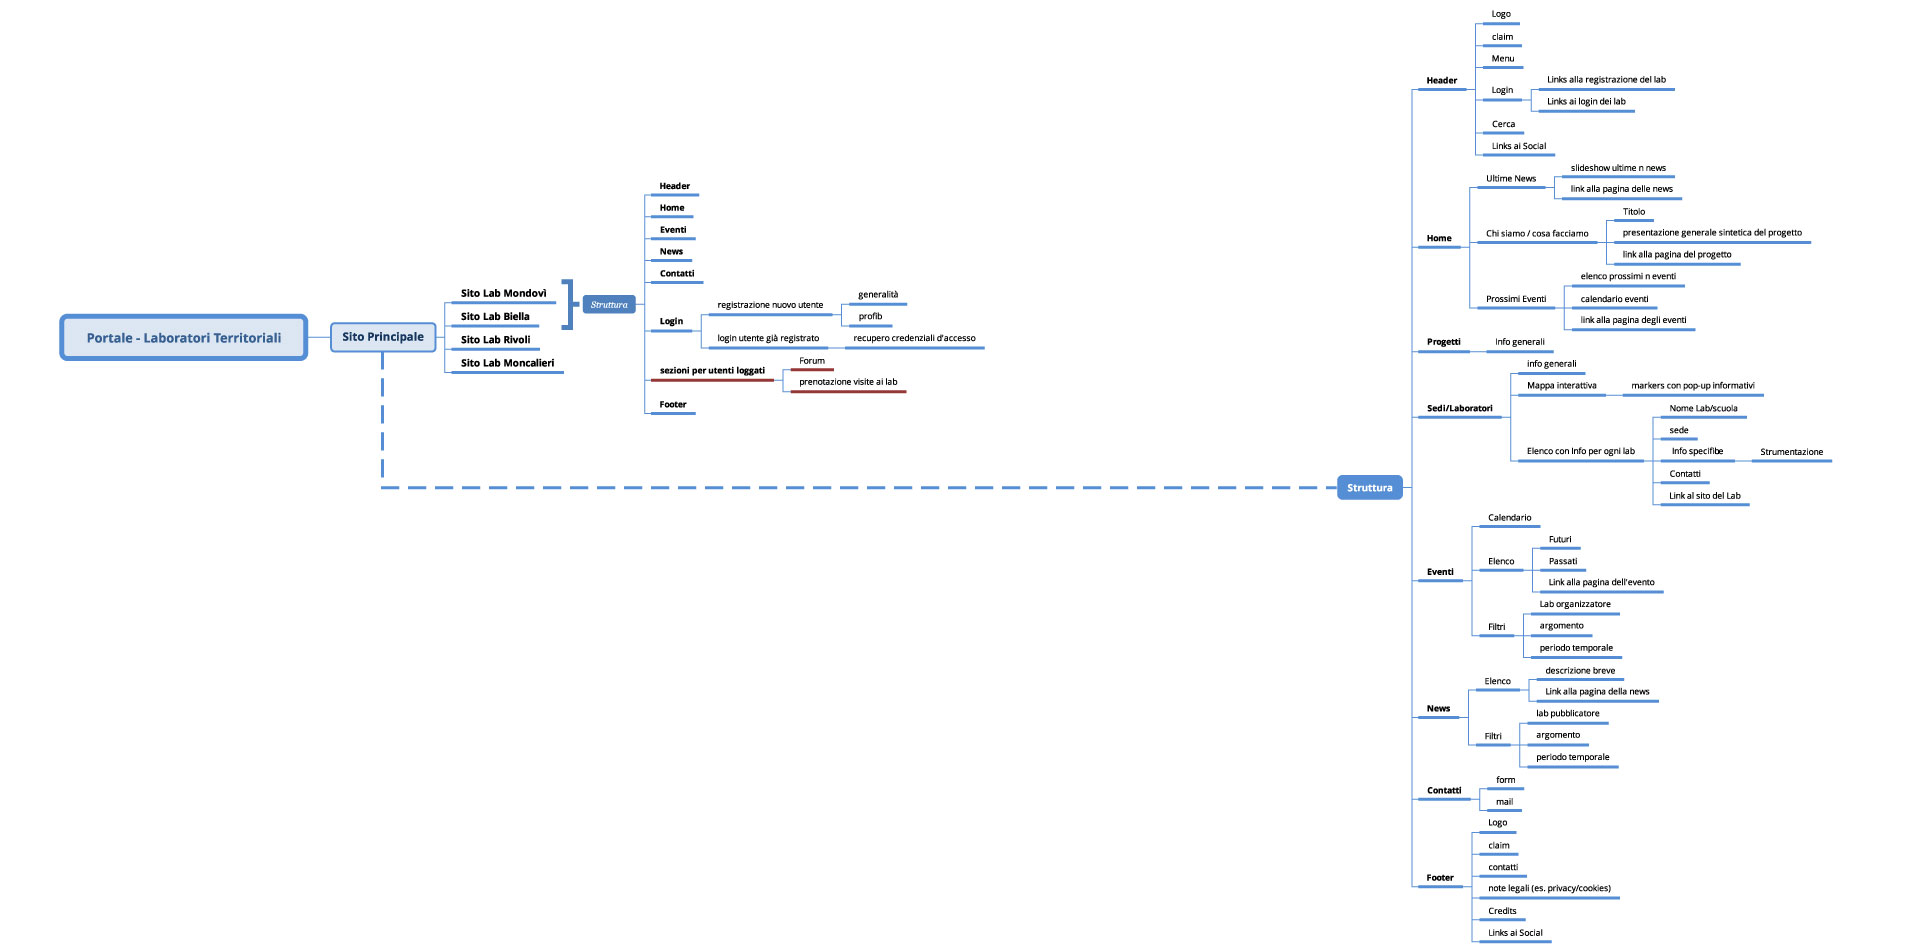 Portale - Laboratori Territoriali
Sito Principale
Sito Lab Mondovì
Sito Lab Biella
Sito Lab Rivoli
Sito Lab Moncalieri
Struttura
Header
Home
Eventi
News
Contatti
Login
registrazione nuovo utente
generalità
profib
login utente già registrato
recupero credenziali d'accesso
sezioni per utenti loggati
Forum
prenotazione visite ai lab
Footer
Struttura
Header
Logo
claim
Menu
Login
Links alla registrazione del lab
Links ai login dei lab
Cerca
Links ai Social
Home
Ultime News
slideshow ultime n news
link alla pagina delle news
Chi siamo / cosa facciamo
Titolo
presentazione generale sintetica del progetto
link alla pagina del progetto
Prossimi Eventi
elenco prossimi n eventi
calendario eventi
link alla pagina degli eventi
Progetti
Info generali
Sedi/Laboratori
info generali
Mappa interattiva
markers con pop-up informativi
Elenco con Info per ogni lab
Nome Lab/scuola
sede
Info specifibe
Strumentazione
Contatti
Link al sito del Lab
Eventi
Calendario
Elenco
Futuri
Passati
Link alla pagina dell'evento
Filtri
Lab organizzatore
argomento
periodo temporale
News
Elenco
descrizione breve
Link alla pagina della news
Filtri
lab pubblicatore
argomento
periodo temporale
Contatti
form
mail
Footer
Logo
claim
contatti
note legali (es. privacy/cookies)
Credits
Links ai Social